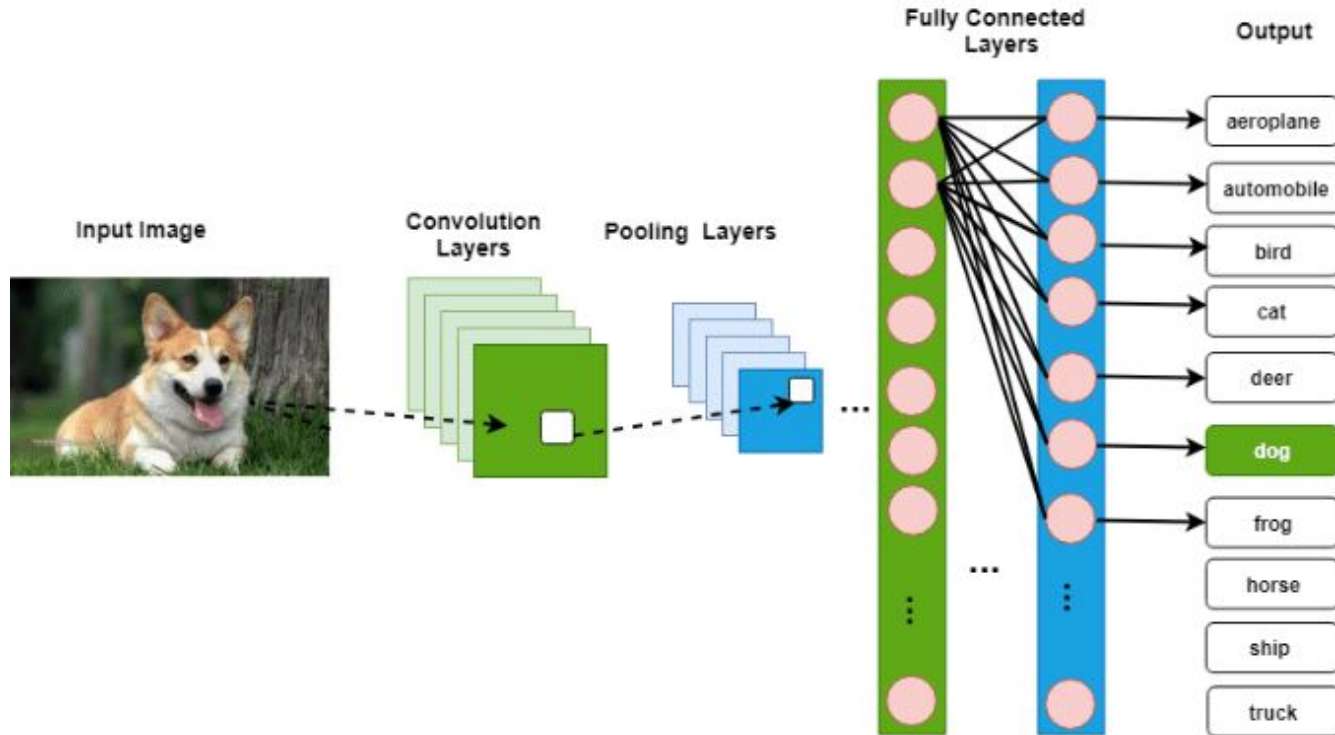 Fully Connected
Layers
Output
Input Image
Convolution
Layers
Pooling Layers
aeroplane
automobile
bird
cat
deer
dog
frog
horse
ship
truck
...
...
...
...